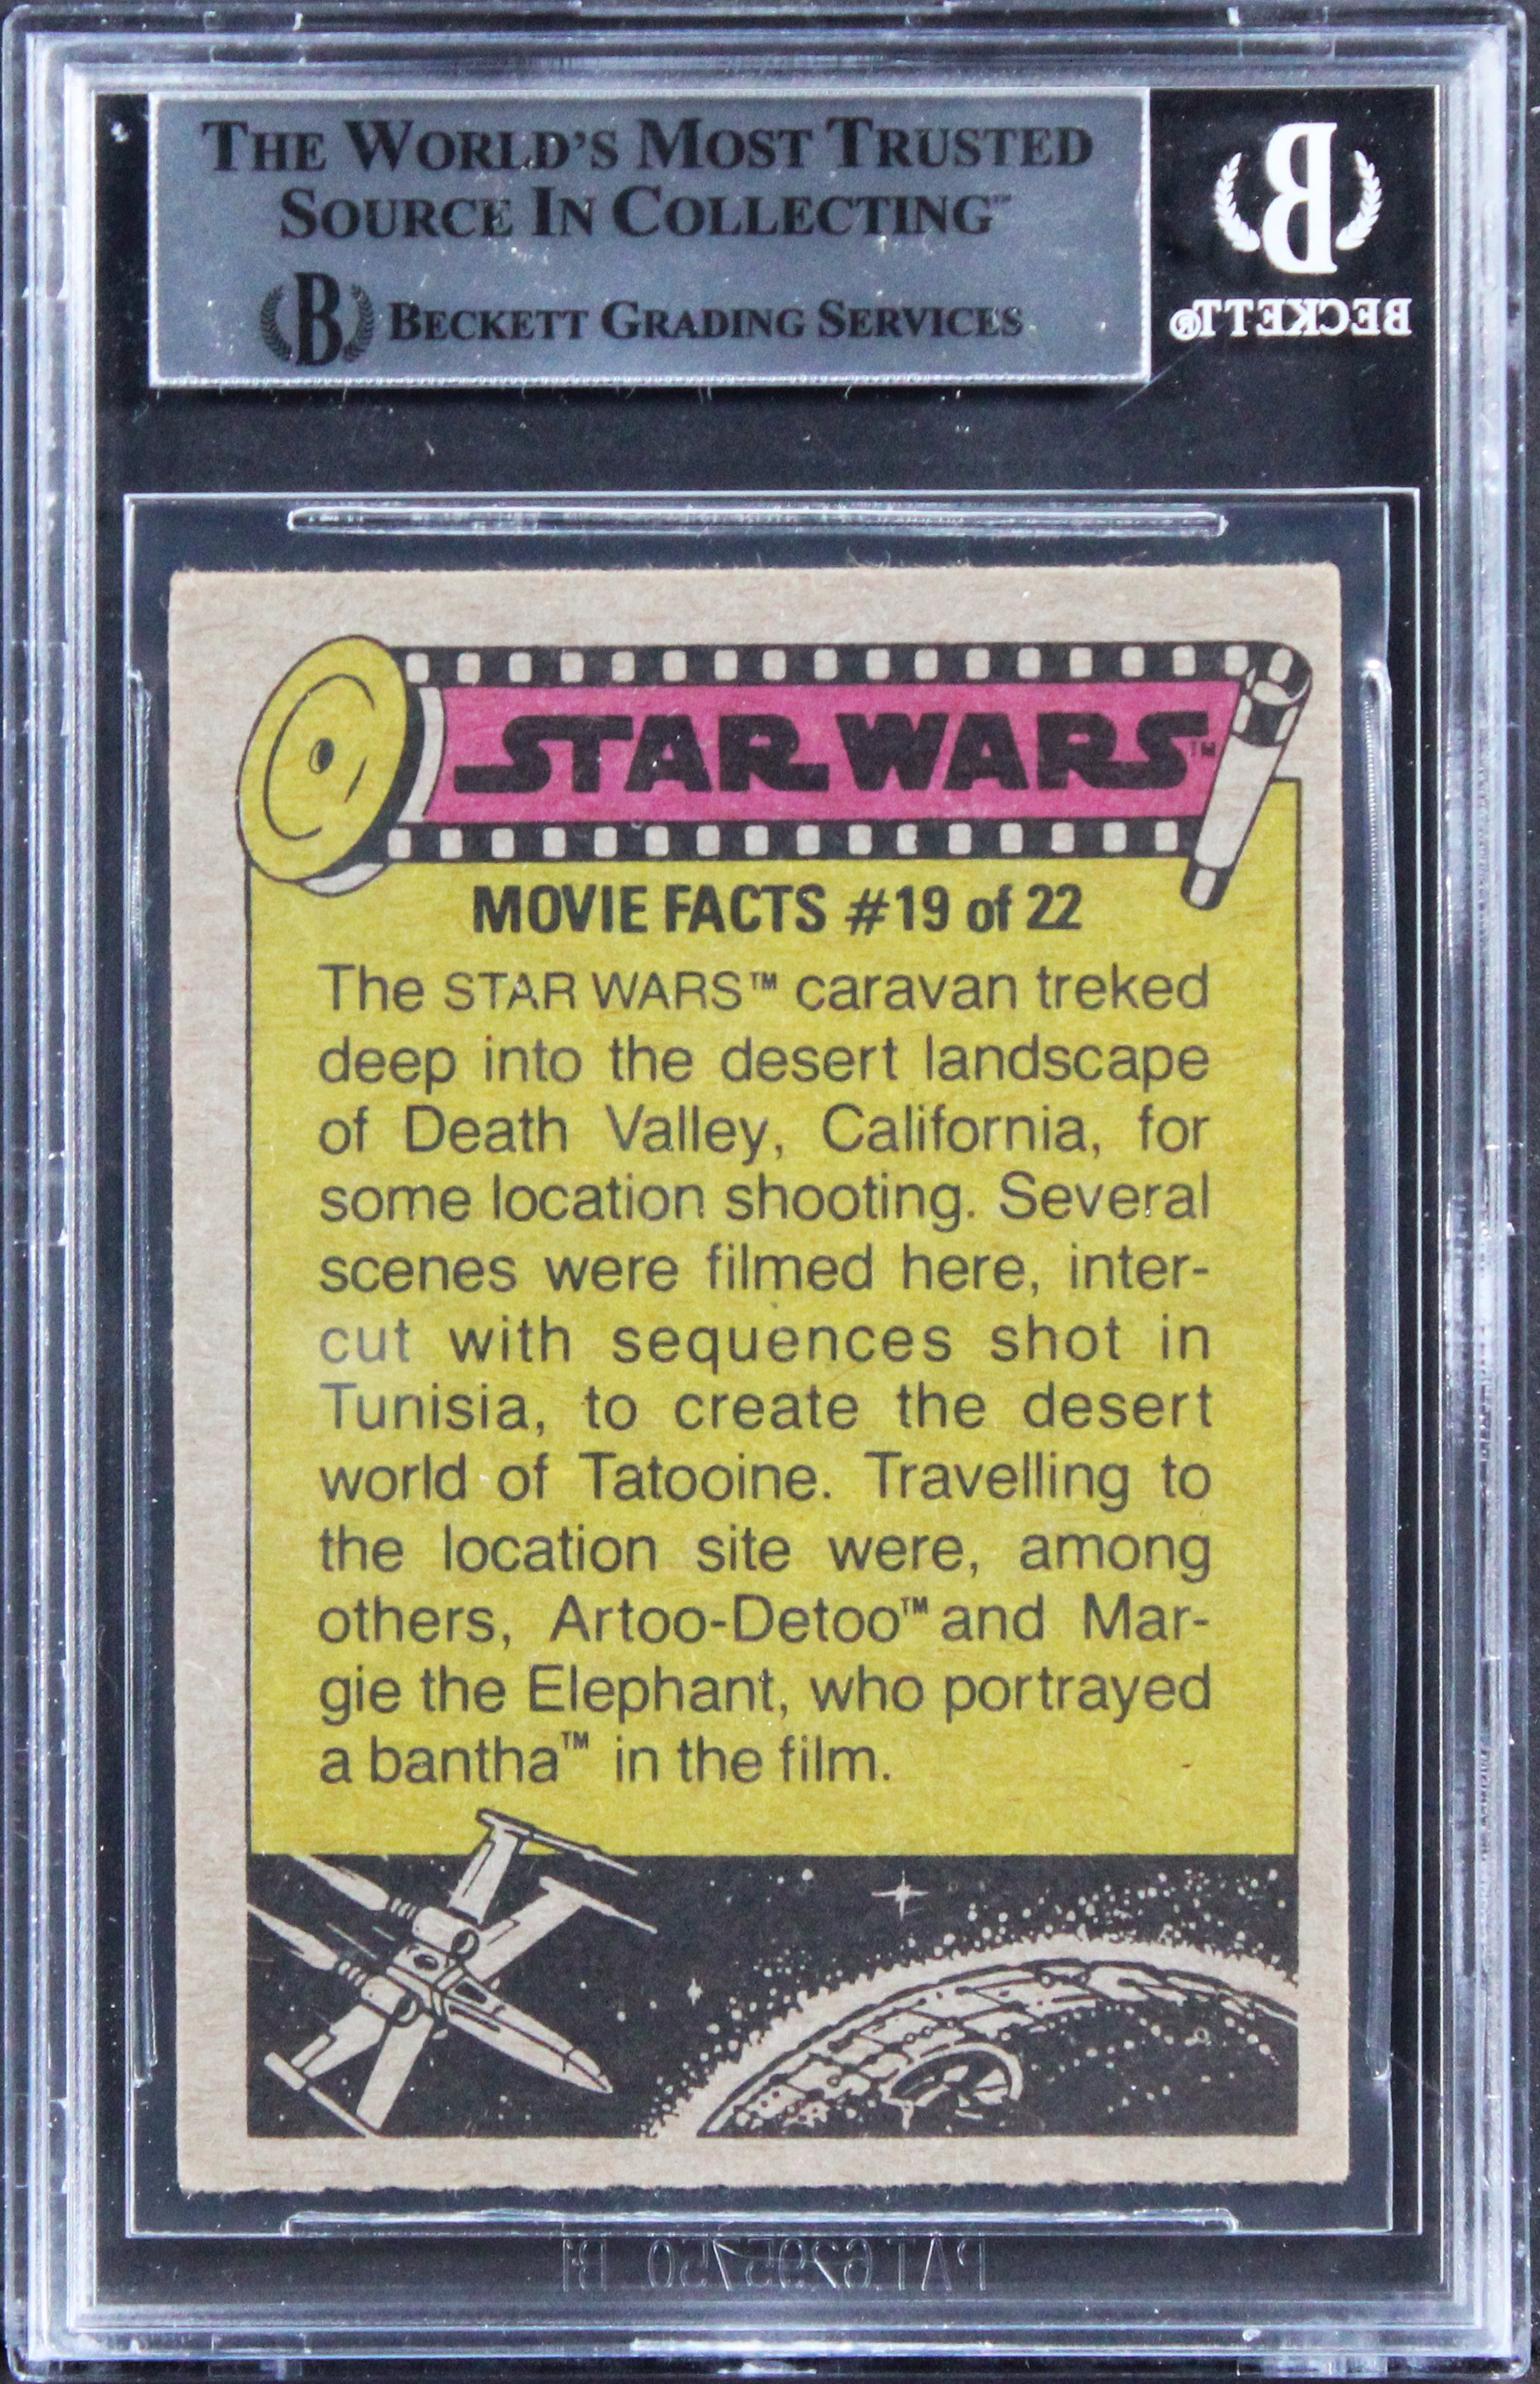 THE WORLD'S MOST TRUSTED
SOURCE IN COLLECTING™
B BECKETT GRADING SERVICES
B
BECKETT®
STAR WARS™
MOVIE FACTS #19 of 22
The STAR WARS™ caravan treked
deep into the desert landscape
of Death Valley, California, for
some location shooting. Several
scenes were filmed here, inter-
cut with sequences shot in
Tunisia, to create the desert
world of Tatooine. Travelling to
the location site were, among
others, Artoo-Detoo™ and Mar-
gie the Elephant, who portrayed
a bantha™ in the film.
PAT.6295750 B1